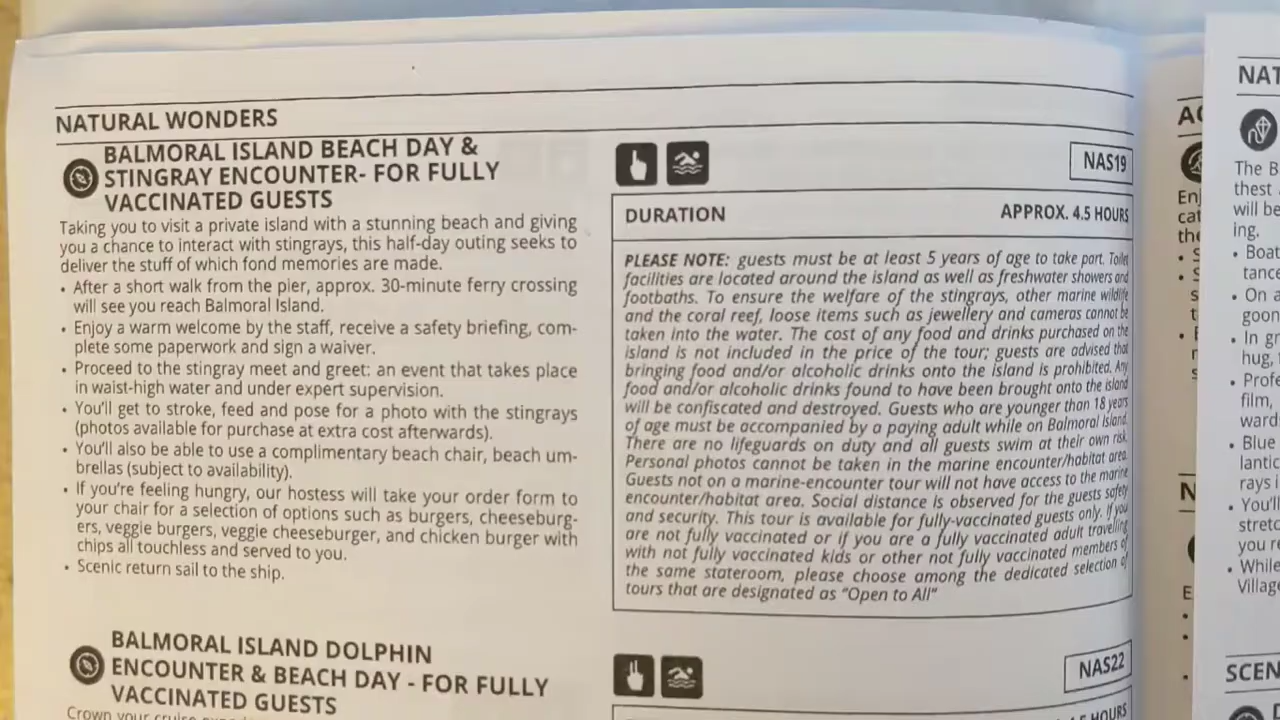 NATURAL WONDERS
BALMORAL ISLAND BEACH DAY &
STINGRAY ENCOUNTER- FOR FULLY
VACCINATED GUESTS
Taking you to visit a private island with a stunning beach and giving
you a chance to interact with stingrays, this half-day outing seeks to
deliver the stuff of which fond memories are made.
• After a short walk from the pier, approx. 30-minute ferry crossing
will see you reach Balmoral Island.
• Enjoy a warm welcome by the staff, receive a safety briefing, com-
plete some paperwork and sign a waiver.
• Proceed to the stingray meet and greet: an event that takes place
in waist-high water and under expert supervision.
• You'll get to stroke, feed and pose for a photo with the stingrays
(photos available for purchase at extra cost afterwards).
• You'll also be able to use a complimentary beach chair, beach um-
brellas (subject to availability).
• If you're feeling hungry, our hostess will take your order form to
your chair for a selection of options such as burgers, cheeseburg-
ers, veggie burgers, veggie cheeseburger, and chicken burger with
chips all touchless and served to you.
• Scenic return sail to the ship.
NAS19
DURATION APPROX. 4.5 HOURS
PLEASE NOTE: guests must be at least 5 years of age to take part. Toilet
facilities are located around the island as well as freshwater showers and
footbaths. To ensure the welfare of the stingrays, other marine wildlife
and the coral reef, loose items such as jewellery and cameras cannot be
taken into the water. The cost of any food and drinks purchased on the
island is not included in the price of the tour; guests are advised that
bringing food and/or alcoholic drinks onto the island is prohibited. Any
food and/or alcoholic drinks found to have been brought onto the island
will be confiscated and destroyed. Guests who are younger than 18 years
of age must be accompanied by a paying adult while on Balmoral Island.
There are no lifeguards on duty and all guests swim at their own risk.
Personal photos cannot be taken in the marine encounter/habitat area.
Guests not on a marine-encounter tour will not have access to the marine
encounter/habitat area. Social distance is observed for the guests safety
and security. This tour is available for fully-vaccinated guests only. If you
are not fully vaccinated or if you are a fully vaccinated adult travelling
with not fully vaccinated kids or other not fully vaccinated members of
the same stateroom, please choose among the dedicated selection of
tours that are designated as "Open to All"
BALMORAL ISLAND DOLPHIN
ENCOUNTER & BEACH DAY - FOR FULLY
VACCINATED GUESTS
Crown your cruise
NAS22
4.5 HOURS
NAT
The B
thest
will be
ing.
• Boat
tance
• On a
goon
• In gr
hug,
• Profe
film,
ward
• Blue
lantic
rays i
• You'll
stretc
you re
• While
Village
SCEN